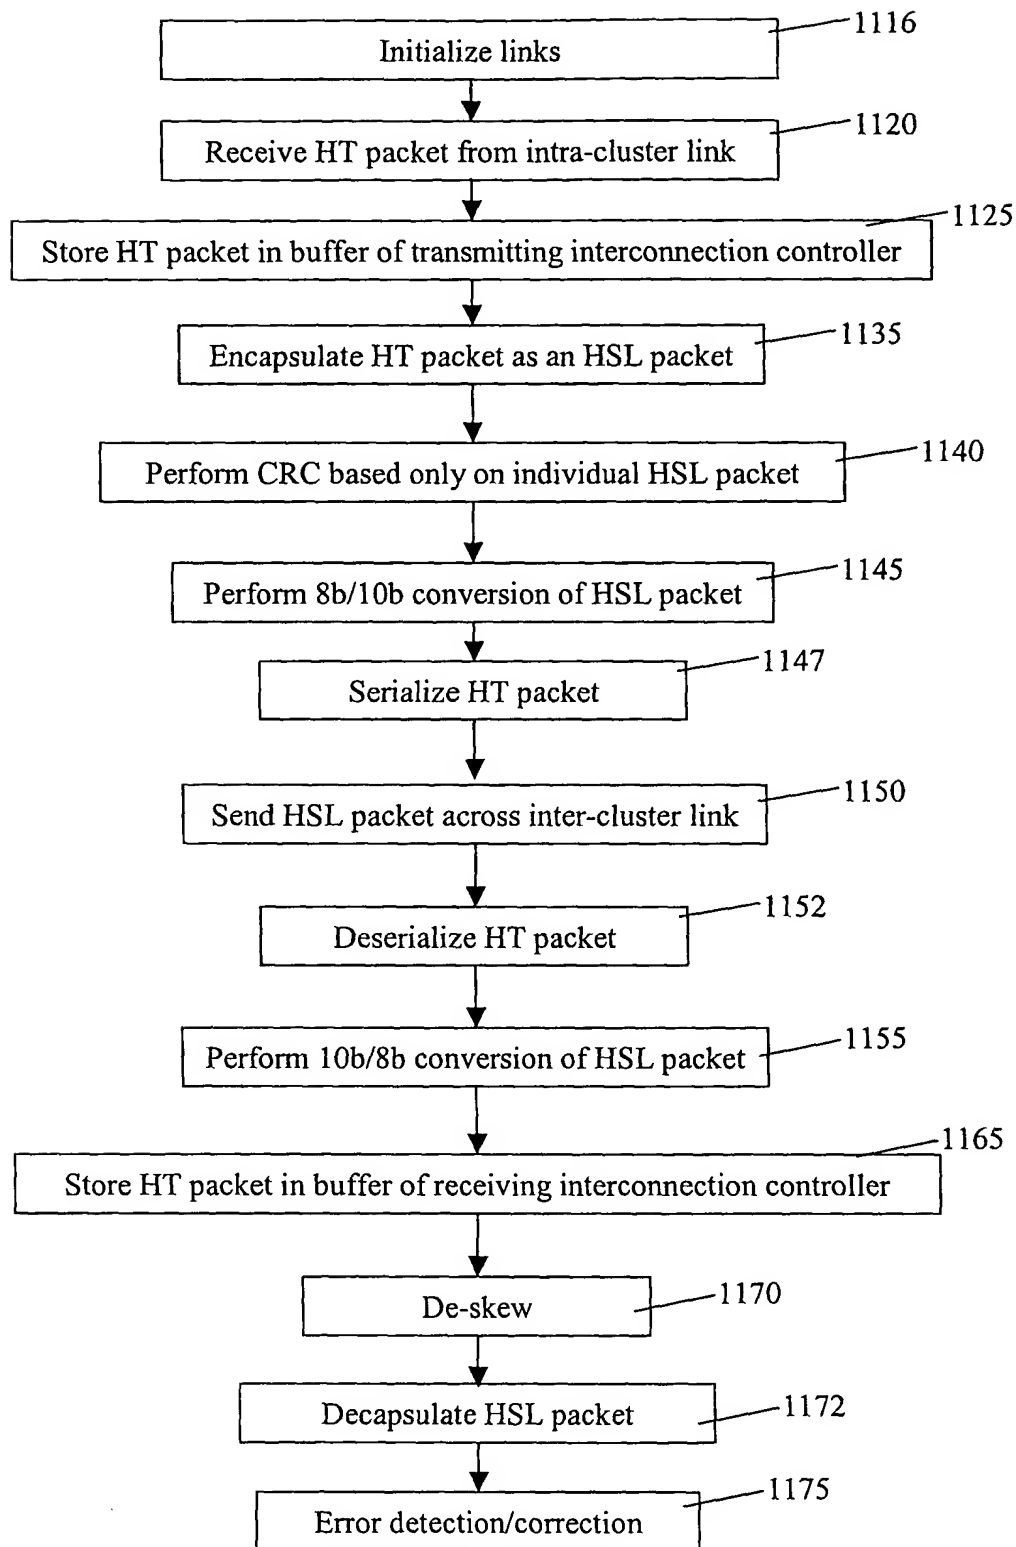 1116
Initialize links
1120
Receive HT packet from intra-cluster link
1125
Store HT packet in buffer of transmitting interconnection controller
1135
Encapsulate HT packet as an HSL packet
1140
Perform CRC based only on individual HSL packet
1145
Perform 8b/10b conversion of HSL packet
1147
Serialize HT packet
1150
Send HSL packet across inter-cluster link
1152
Deserialize HT packet
1155
Perform 10b/8b conversion of HSL packet
1165
Store HT packet in buffer of receiving interconnection controller
1170
De-skew
1172
Decapsulate HSL packet
1175
Error detection/correction